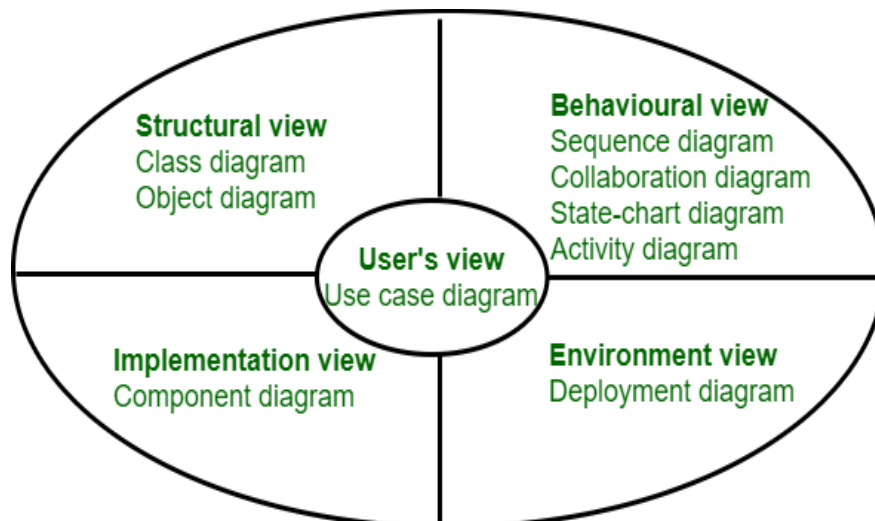 Structural view
Class diagram
Object diagram
Behavioural view
Sequence diagram
Collaboration diagram
State-chart diagram
Activity diagram
User's view
Use case diagram
Implementation view
Component diagram
Environment view
Deployment diagram